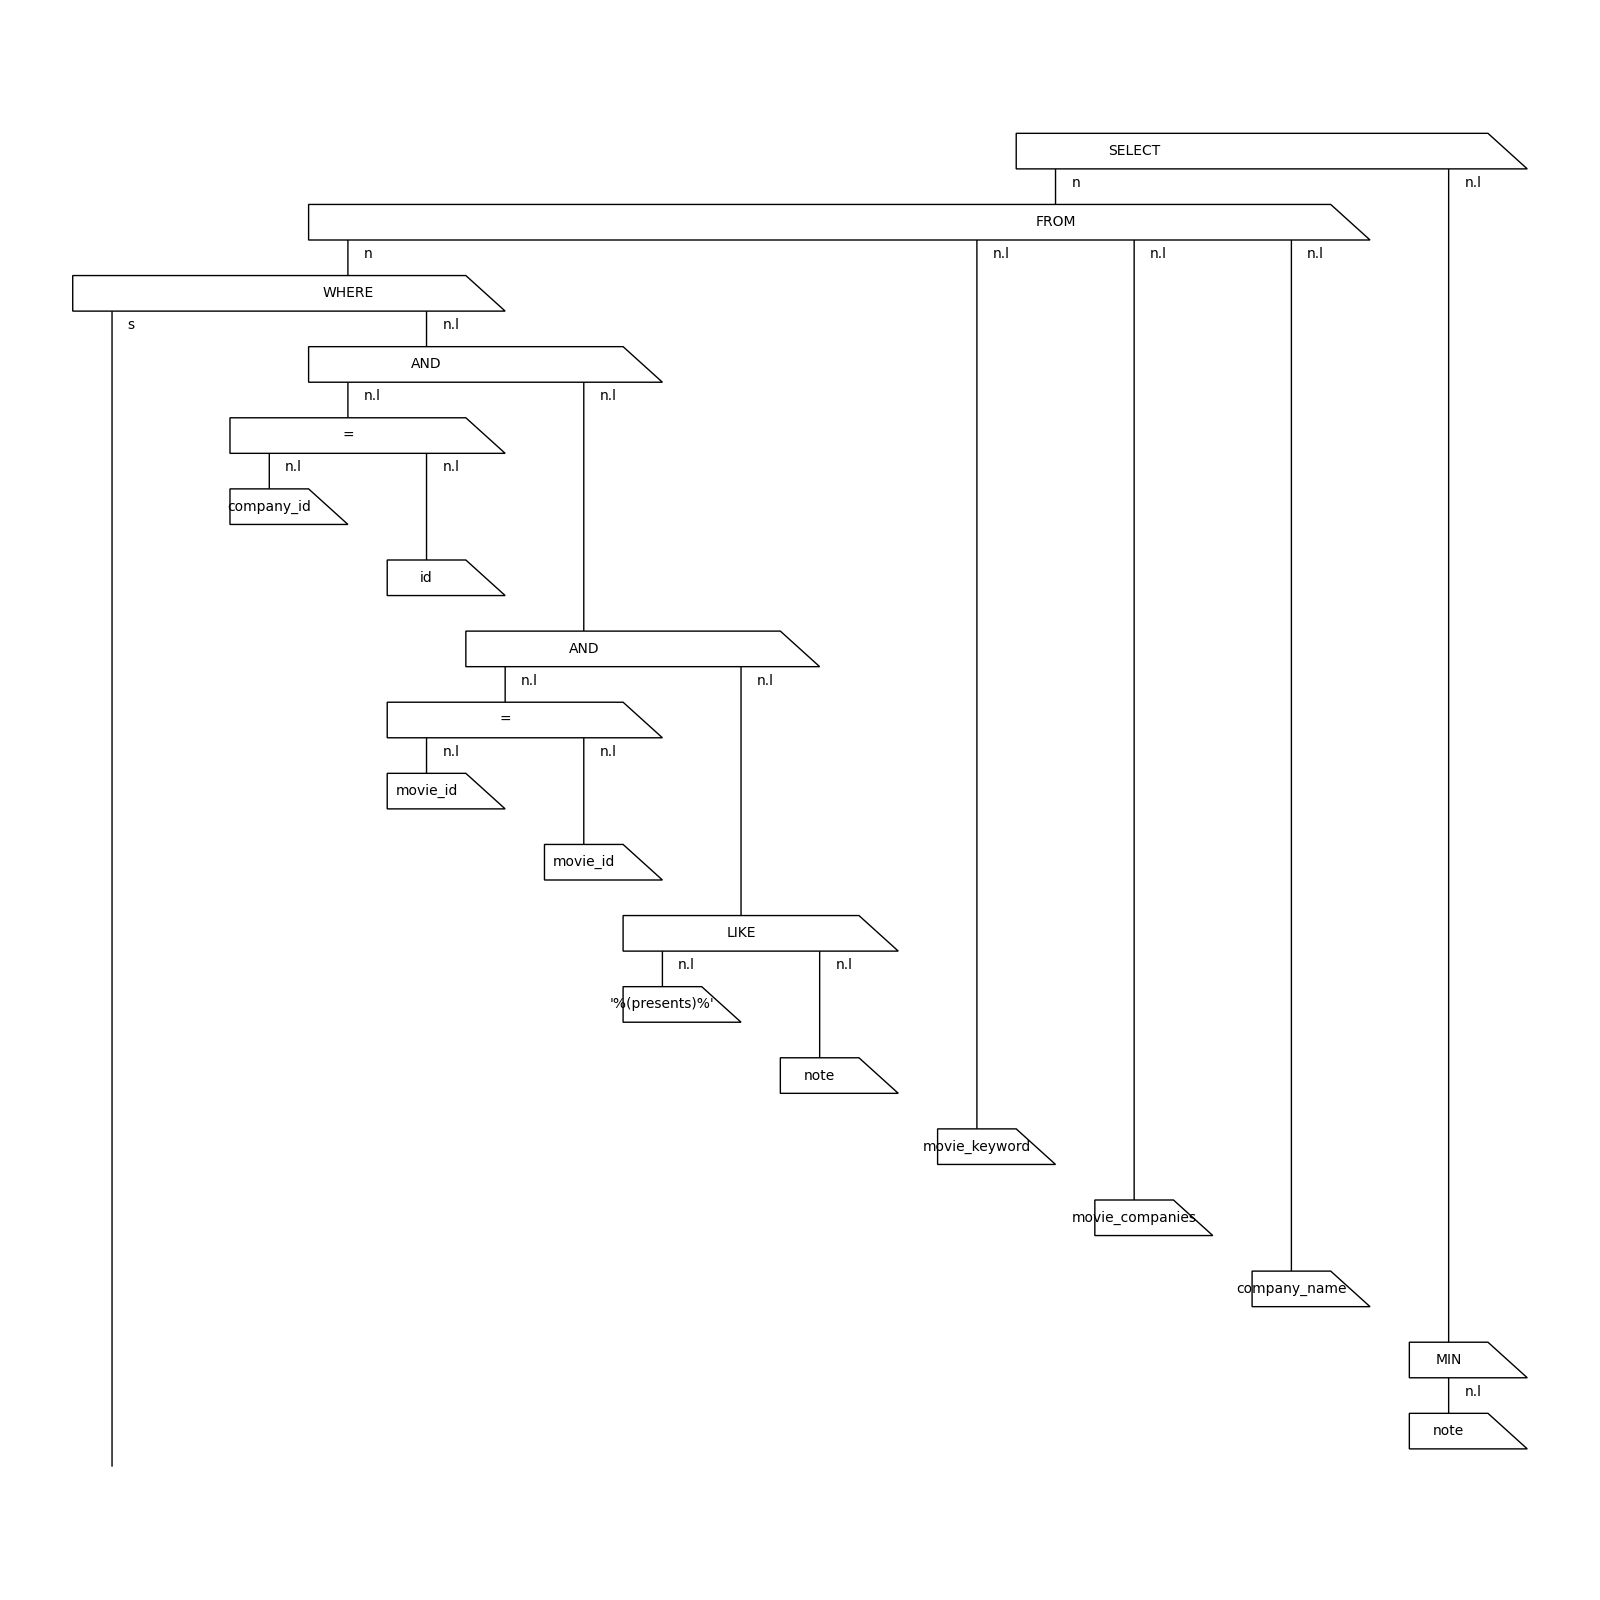 SELECT
n n.l
FROM
n n.l n.l n.l
WHERE
s n.l
AND
n.l n.l
=
n.l n.l
company_id
id
AND
n.l n.l
=
n.l n.l
movie_id
movie_id
LIKE
n.l n.l
'%(presents)%'
note
movie_keyword
movie_companies
company_name
MIN
n.l
note